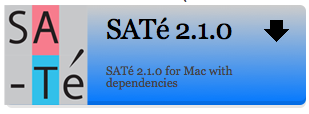 SA
-Té
SATé 2.1.0
SATé 2.1.0 for Mac with
dependencies